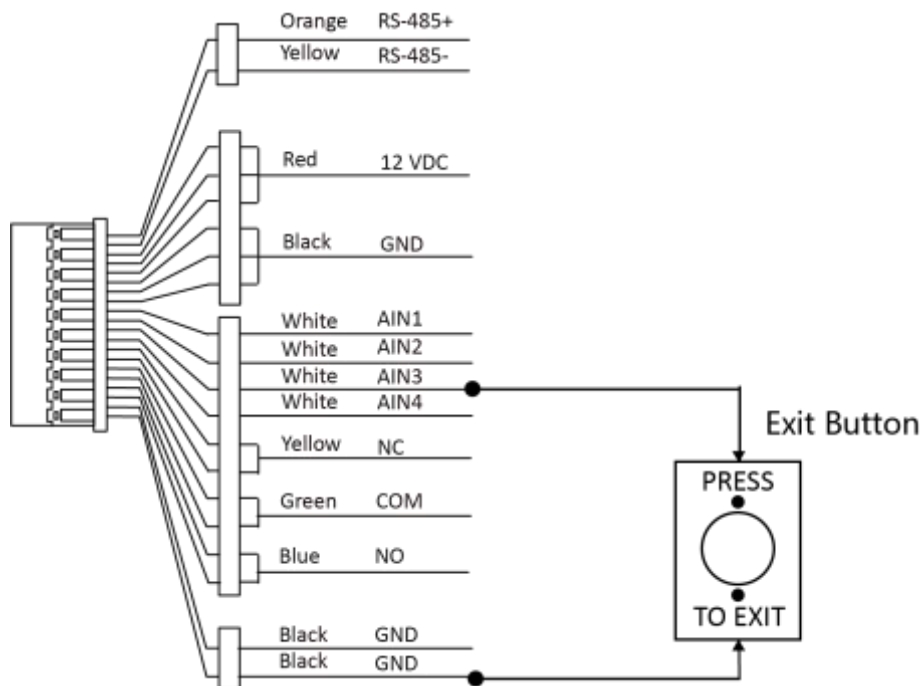 Orange RS-485+
Yellow RS-485-
Red 12 VDC
Black GND
White AIN1
White AIN2
White AIN3
White AIN4
Yellow NC
Green COM
Blue NO
Black GND
Black GND
Exit Button
PRESS
TO EXIT